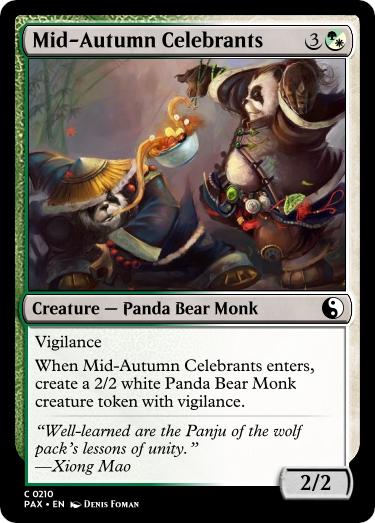 Mid-Autumn Celebrants 3
Creature — Panda Bear Monk
Vigilance
When Mid-Autumn Celebrants enters,
create a 2/2 white Panda Bear Monk
creature token with vigilance.
“Well-learned are the Panju of the wolf
pack’s lessons of unity.”
—Xiong Mao
2/2
C 0210
PAX • EN Denis Foman